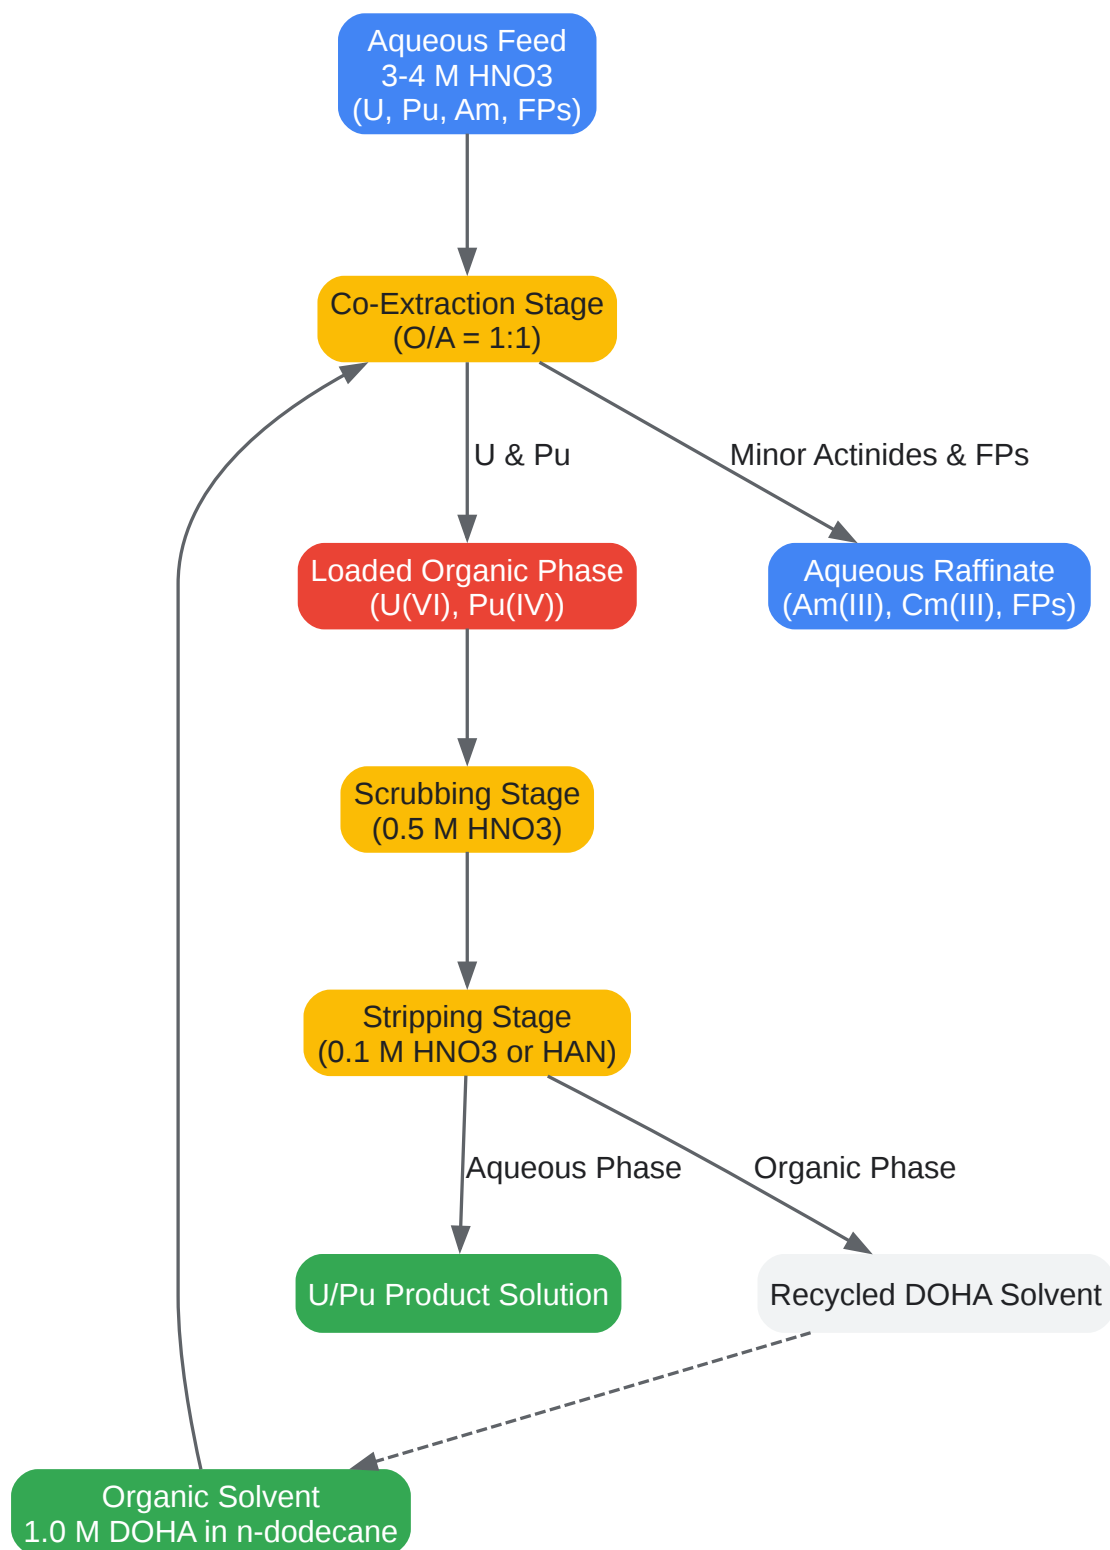 Aqueous Feed
3-4 M HNO3
(U, Pu, Am, FPs)
Co-Extraction Stage
(O/A = 1:1)
U & Pu
Minor Actinides & FPs
Loaded Organic Phase
(U(VI), Pu(IV))
Aqueous Raffinate
(Am(III), Cm(III), FPs)
Scrubbing Stage
(0.5 M HNO3)
Stripping Stage
(0.1 M HNO3 or HAN)
Aqueous Phase
Organic Phase
U/Pu Product Solution
Recycled DOHA Solvent
Organic Solvent
1.0 M DOHA in n-dodecane